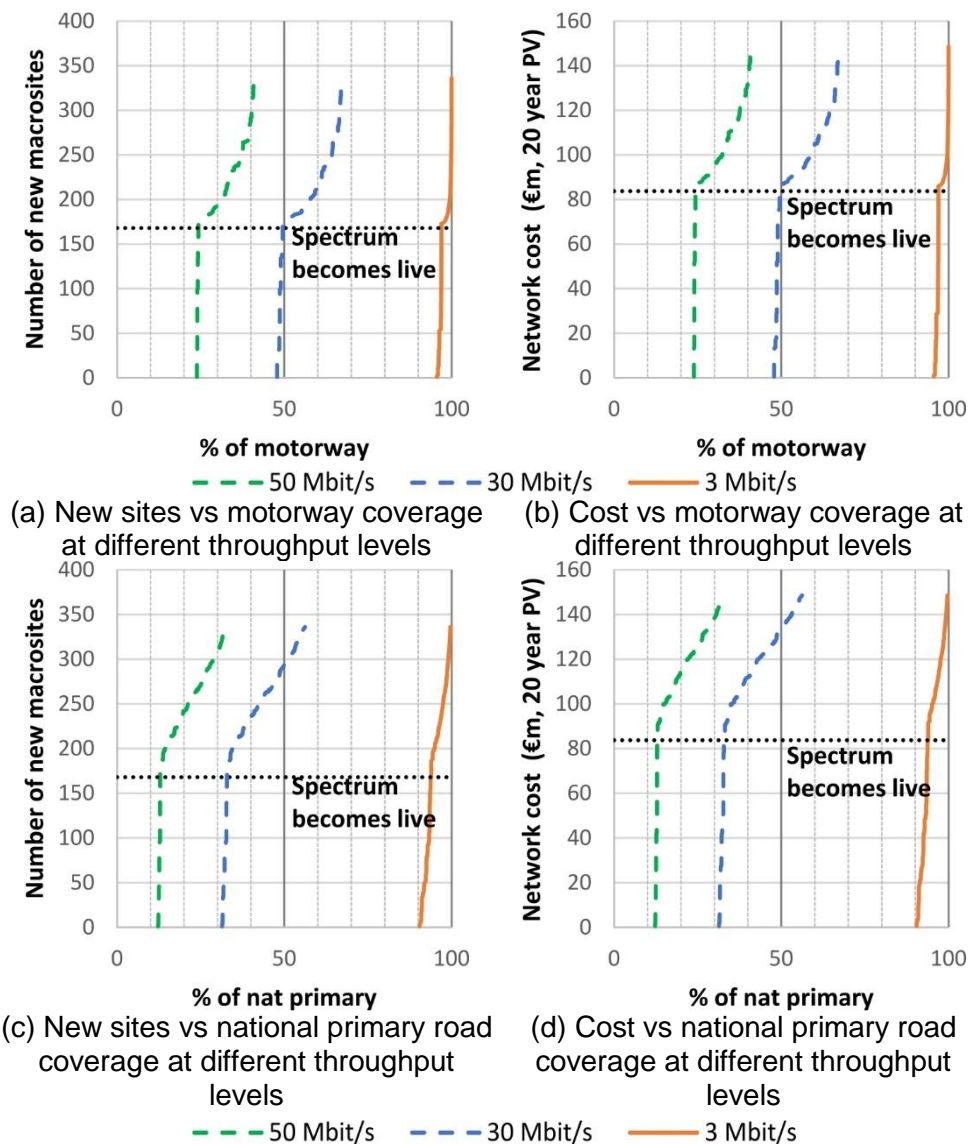 400
350
300
250
200
150
100
50
0
Number of new macrosites
Spectrum
becomes live
0 50 100
% of motorway
160
140
120
100
80
60
40
20
0
Network cost (€m, 20 year PV)
Spectrum
becomes live
0 50 100
% of motorway
50 Mbit/s 30 Mbit/s 3 Mbit/s
(a) New sites vs motorway coverage
at different throughput levels
(b) Cost vs motorway coverage at
different throughput levels
400
350
300
250
200
150
100
50
0
Number of new macrosites
Spectrum
becomes live
0 50 100
% of nat primary
160
140
120
100
80
60
40
20
0
Network cost (€m, 20 year PV)
Spectrum
becomes live
0 50 100
% of nat primary
(c) New sites vs national primary road
coverage at different throughput
levels
(d) Cost vs national primary road
coverage at different throughput
levels
50 Mbit/s 30 Mbit/s 3 Mbit/s